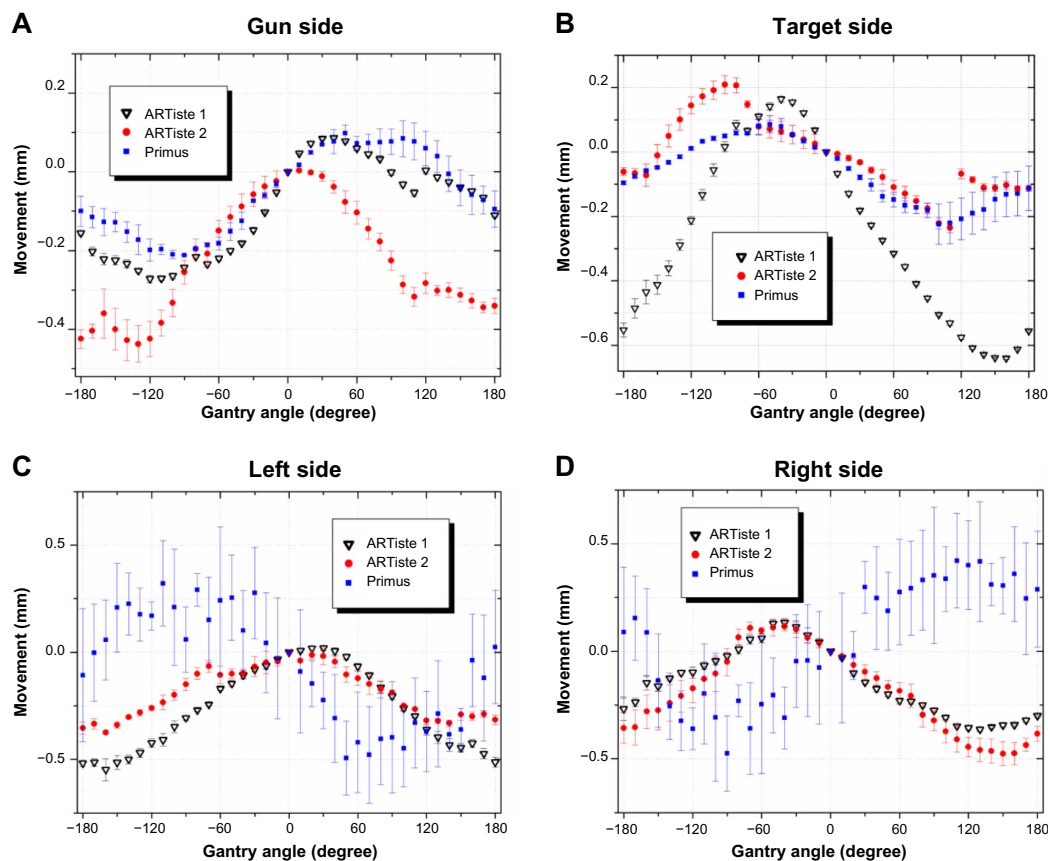 A
Gun side
Movement (mm)
0.2
0.0
−0.2
−0.4
ARTiste 1
ARTiste 2
Primus
−180 −120 −60 0 60 120 180
Gantry angle (degree)
B
Target side
Movement (mm)
0.2
0.0
−0.2
−0.4
−0.6
ARTiste 1
ARTiste 2
Primus
−180 −120 −60 0 60 120 180
Gantry angle (degree)
C
Left side
Movement (mm)
0.5
0.0
−0.5
ARTiste 1
ARTiste 2
Primus
−180 −120 −60 0 60 120 180
Gantry angle (degree)
D
Right side
Movement (mm)
0.5
0.0
−0.5
ARTiste 1
ARTiste 2
Primus
−180 −120 −60 0 60 120 180
Gantry angle (degree)